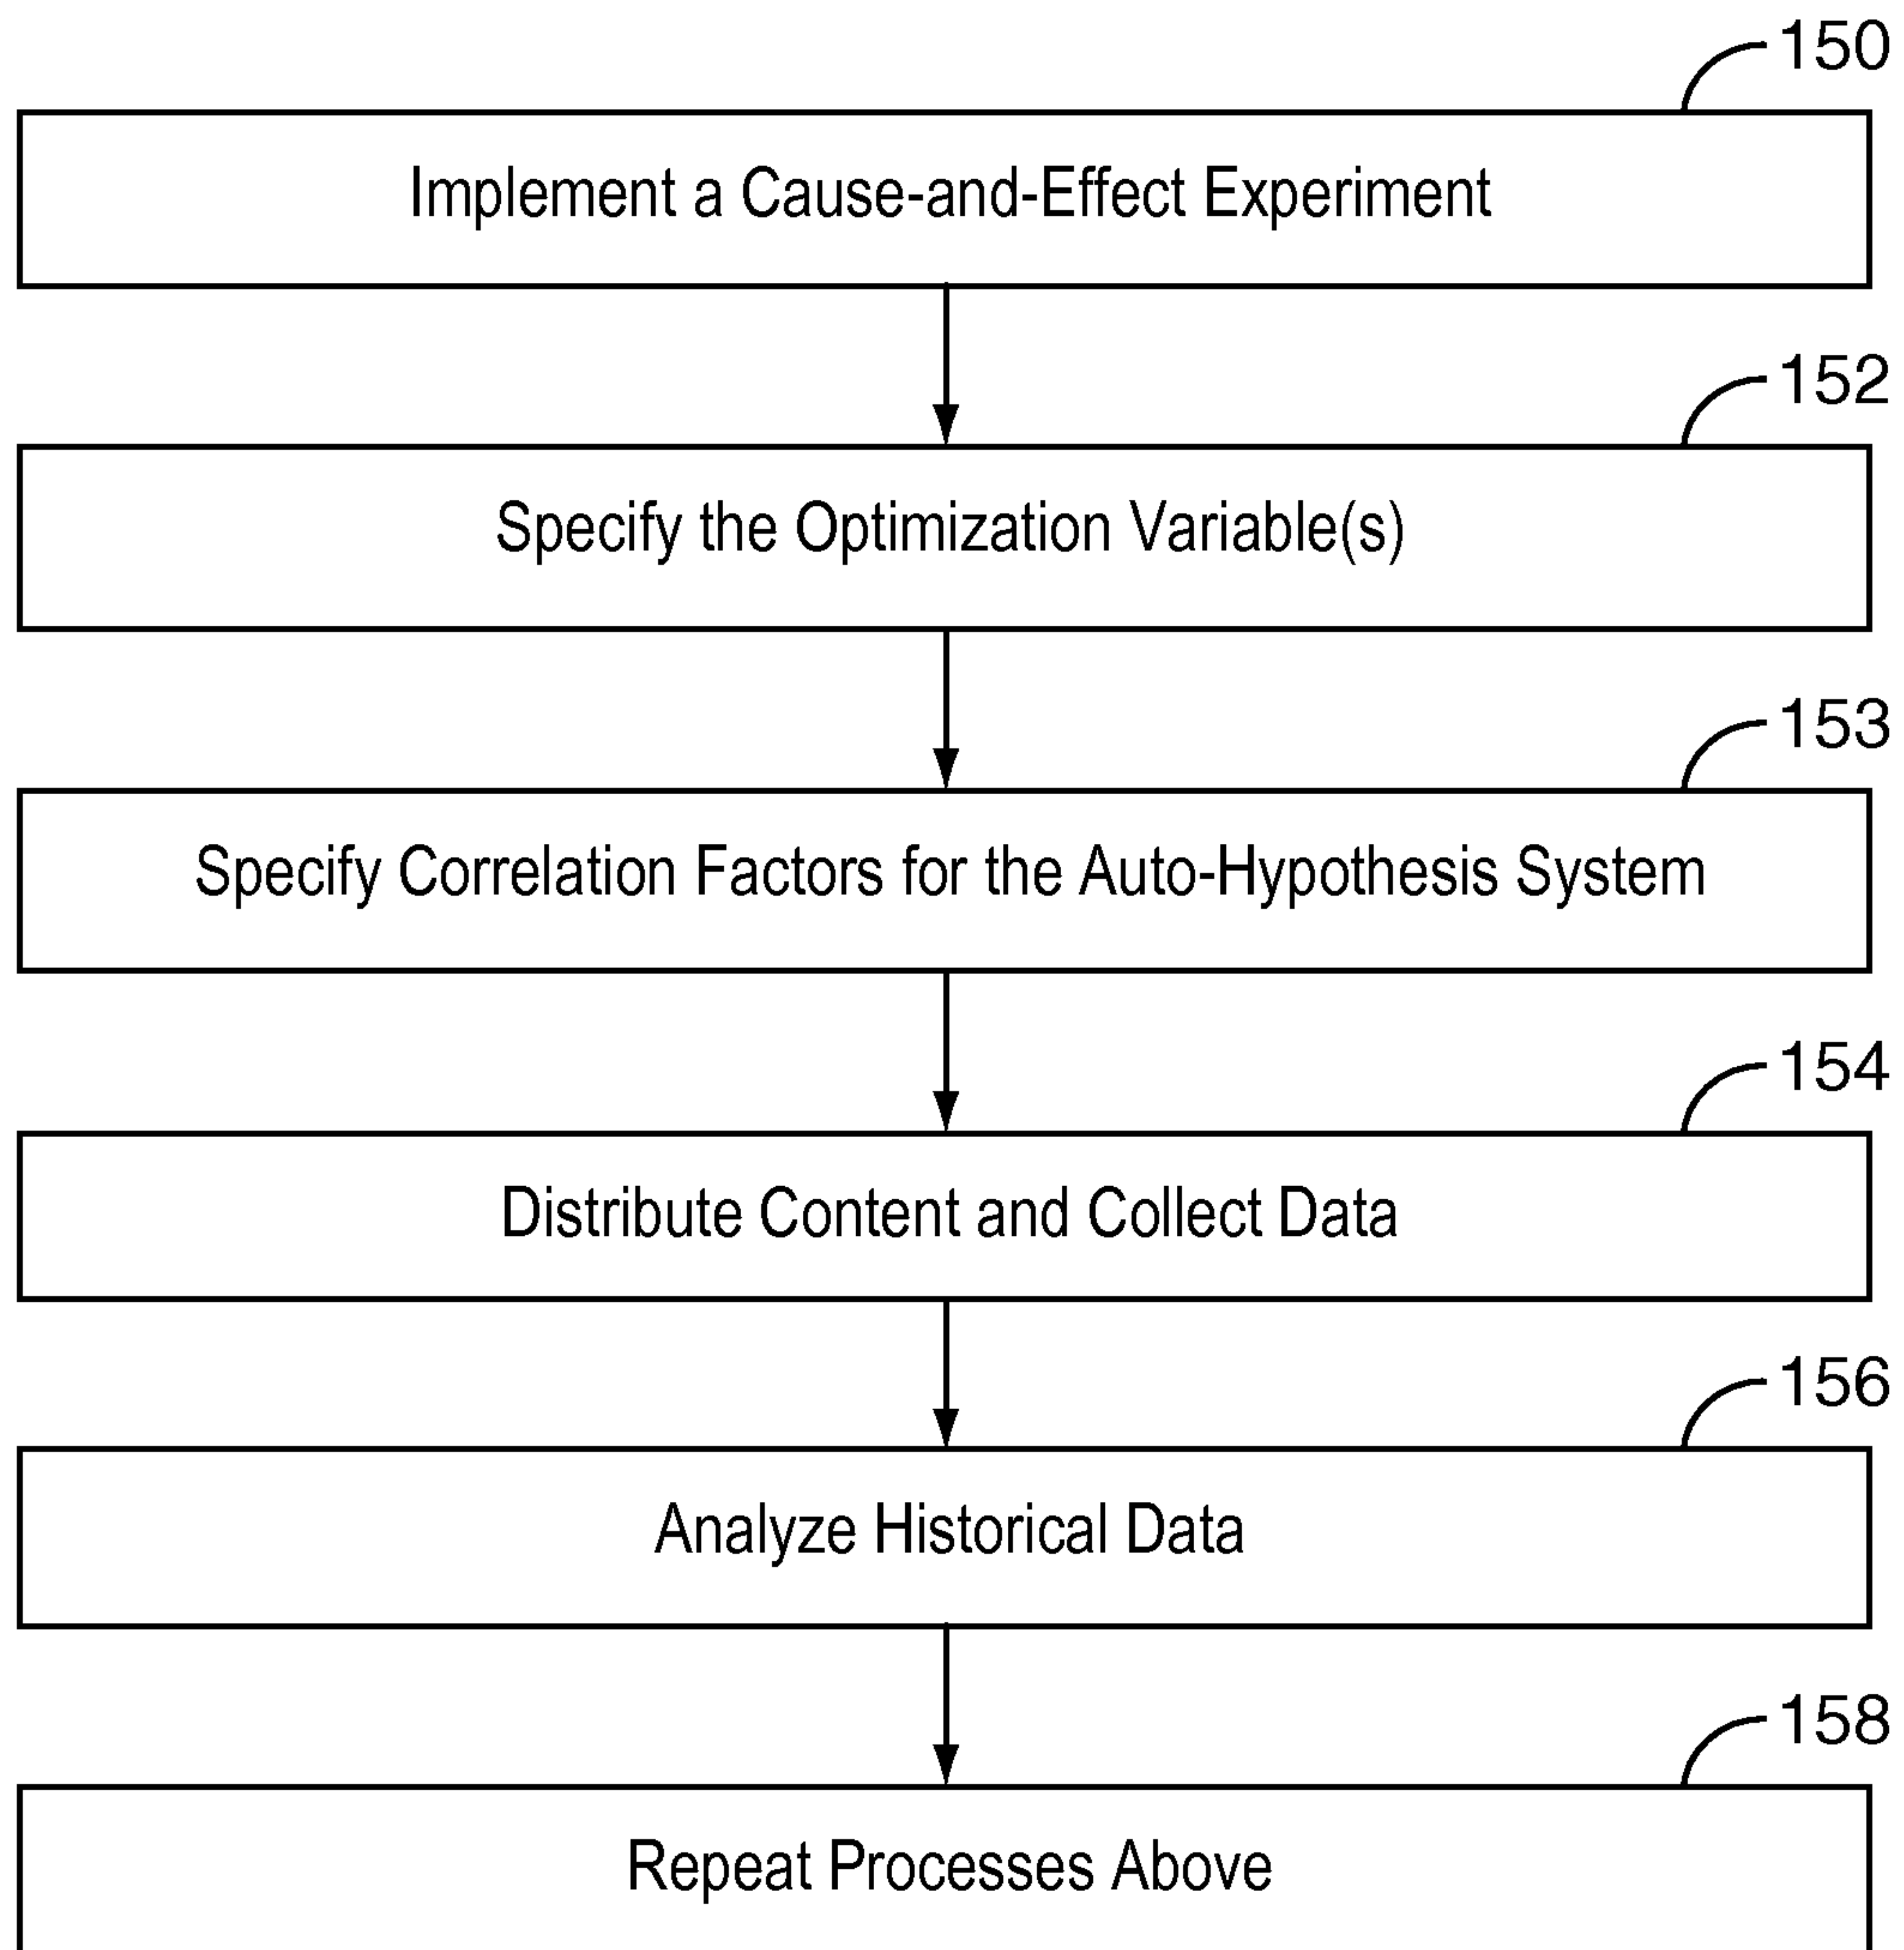 150
Implement a Cause-and-Effect Experiment
152
Specify the Optimization Variable(s)
153
Specify Correlation Factors for the Auto-Hypothesis System
154
Distribute Content and Collect Data
156
Analyze Historical Data
158
Repeat Processes Above